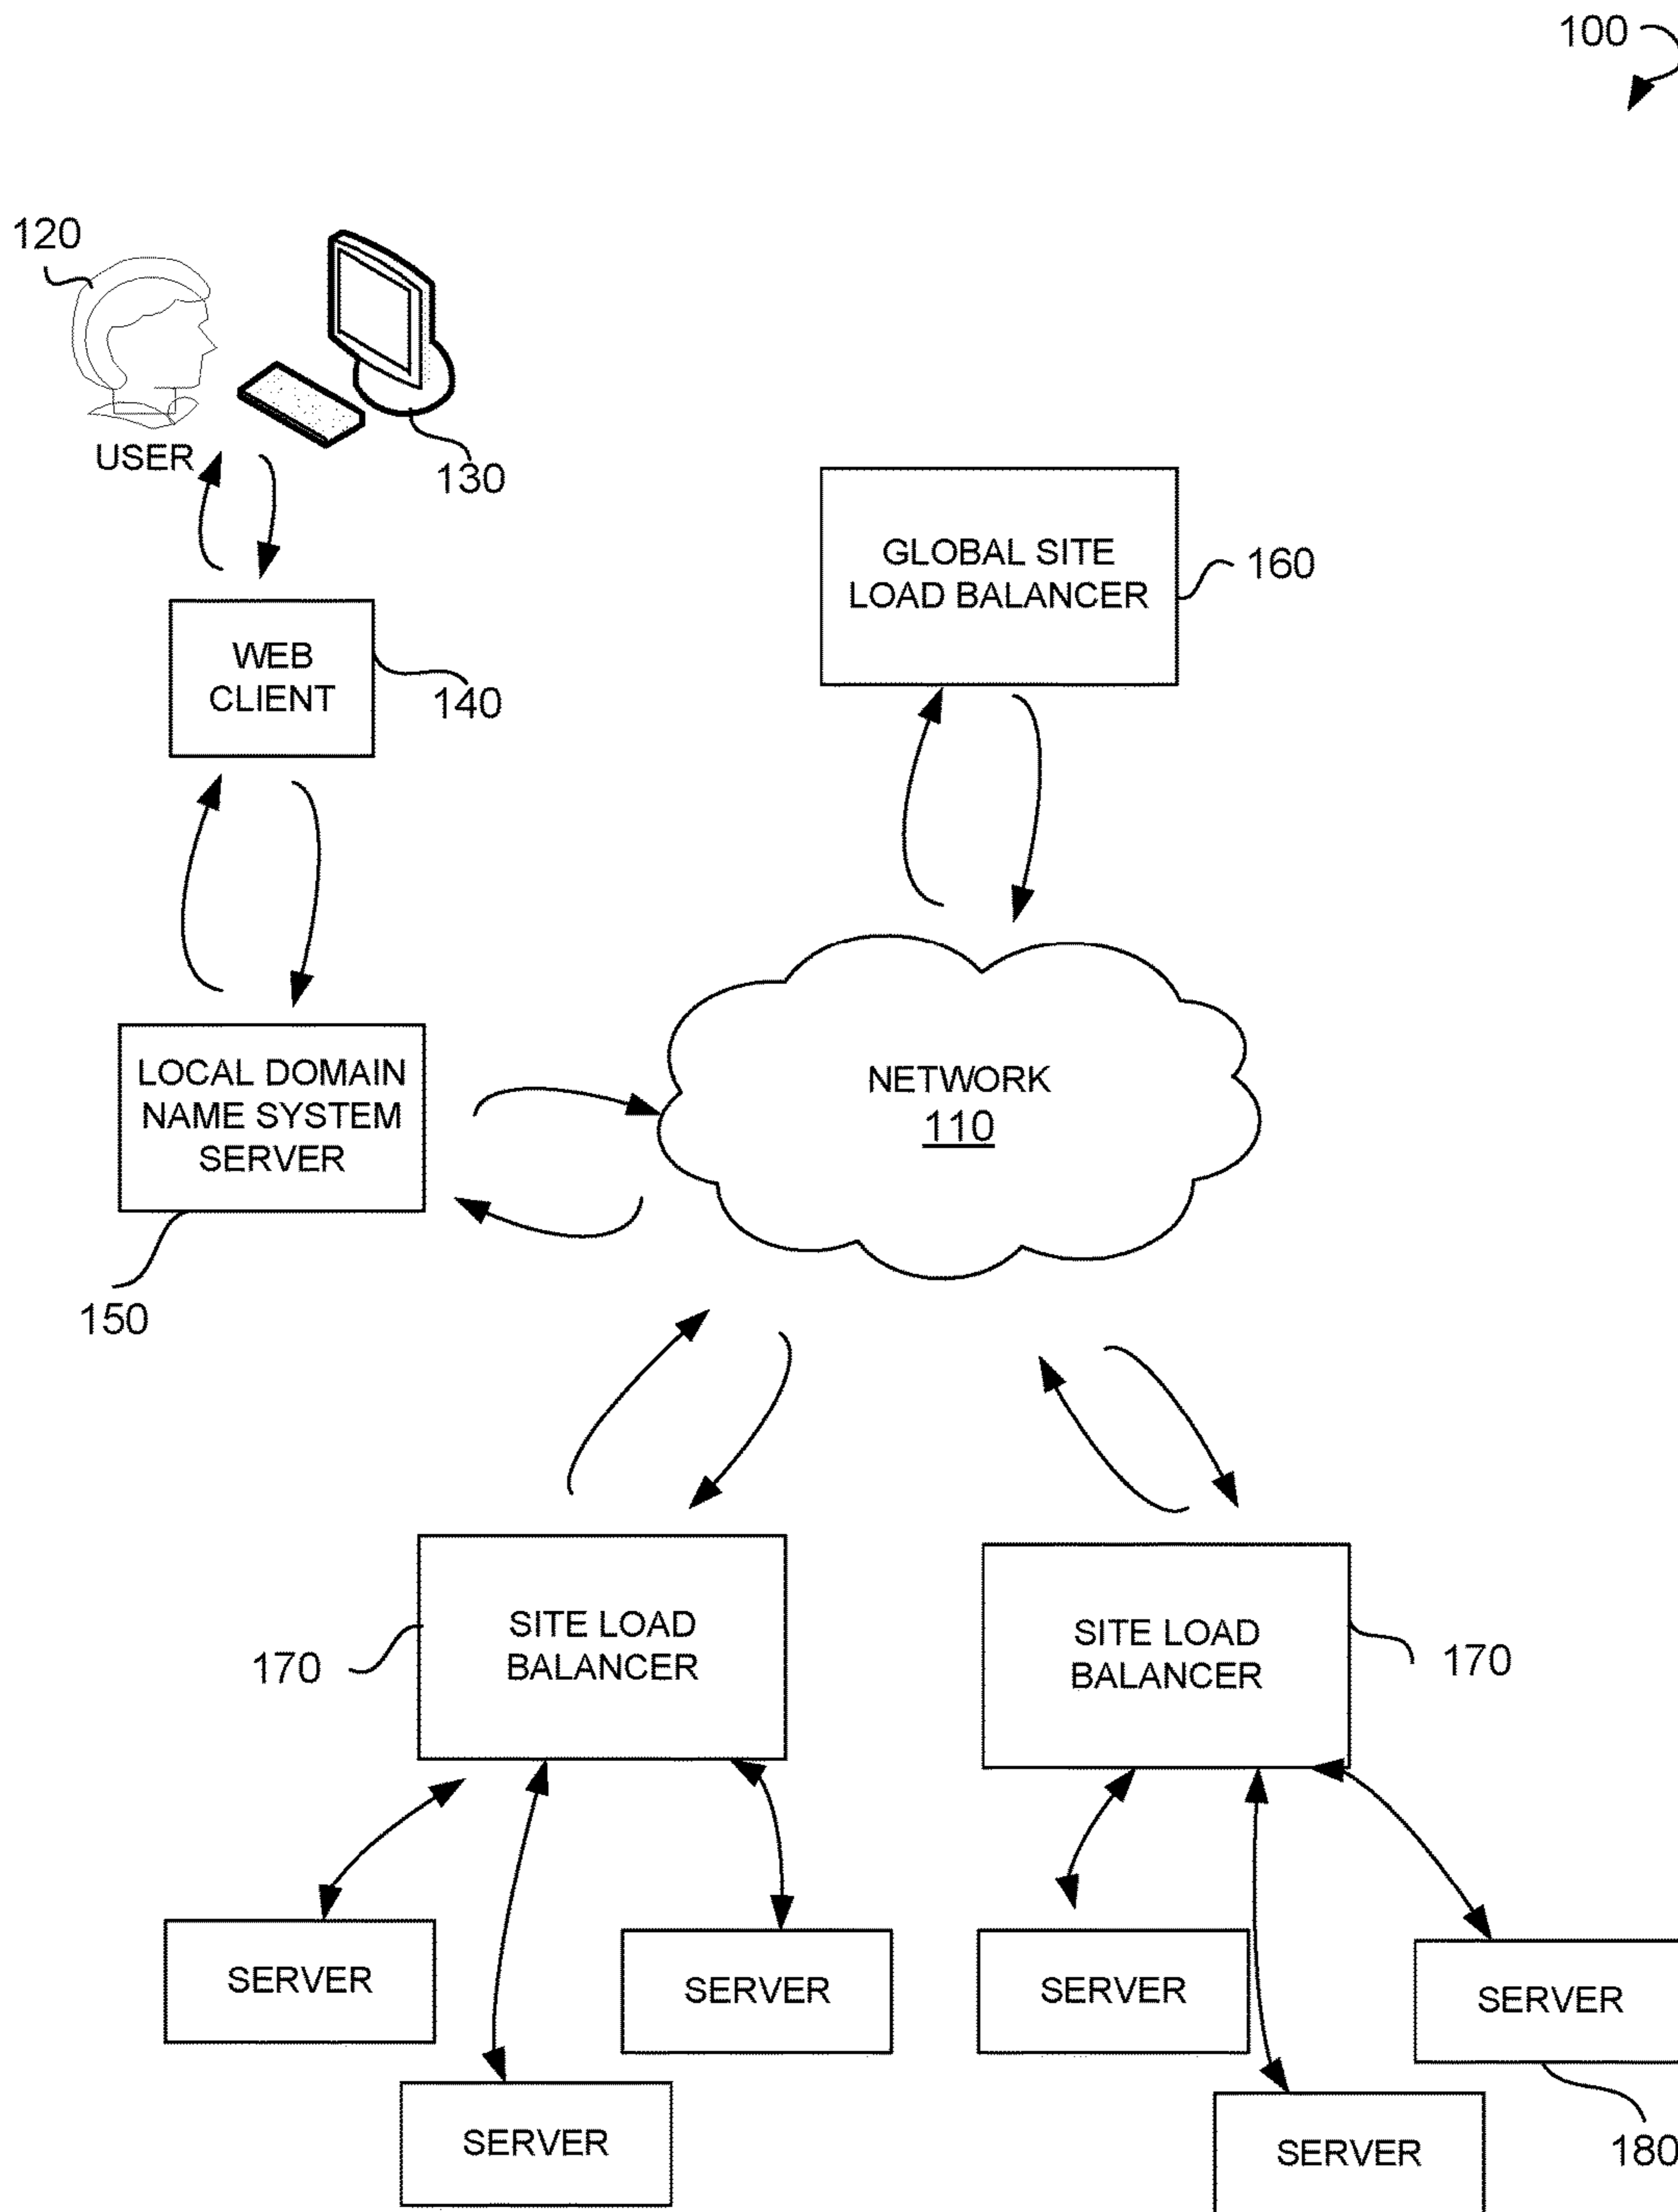 100
120
USER
130
WEB
CLIENT
140
GLOBAL SITE
LOAD BALANCER
160
LOCAL DOMAIN
NAME SYSTEM
SERVER
150
NETWORK
110
SITE LOAD
BALANCER
170
SITE LOAD
BALANCER
170
SERVER
SERVER
SERVER
SERVER
SERVER
SERVER
180